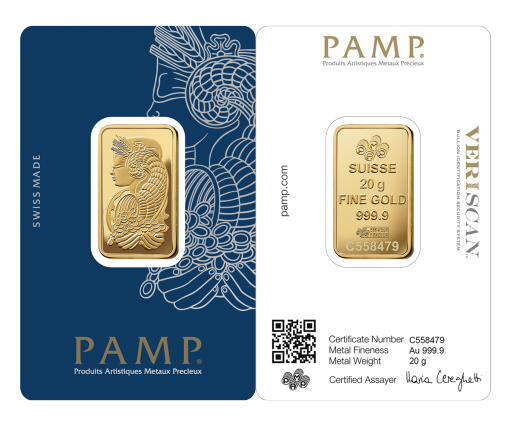 SWISS MADE
PAMP
Produits Artistiques Metaux Precieux
PAMP
Produits Artistiques Metaux Precieux
pamp.com
SUISSE
20 g
FINE GOLD
999.9
C558479
VERISCAN
BULLION IDENTIFICATION SECURITY SYSTEM
Certificate Number C558479
Metal Fineness Au 999.9
Metal Weight 20 g
Certified Assayer